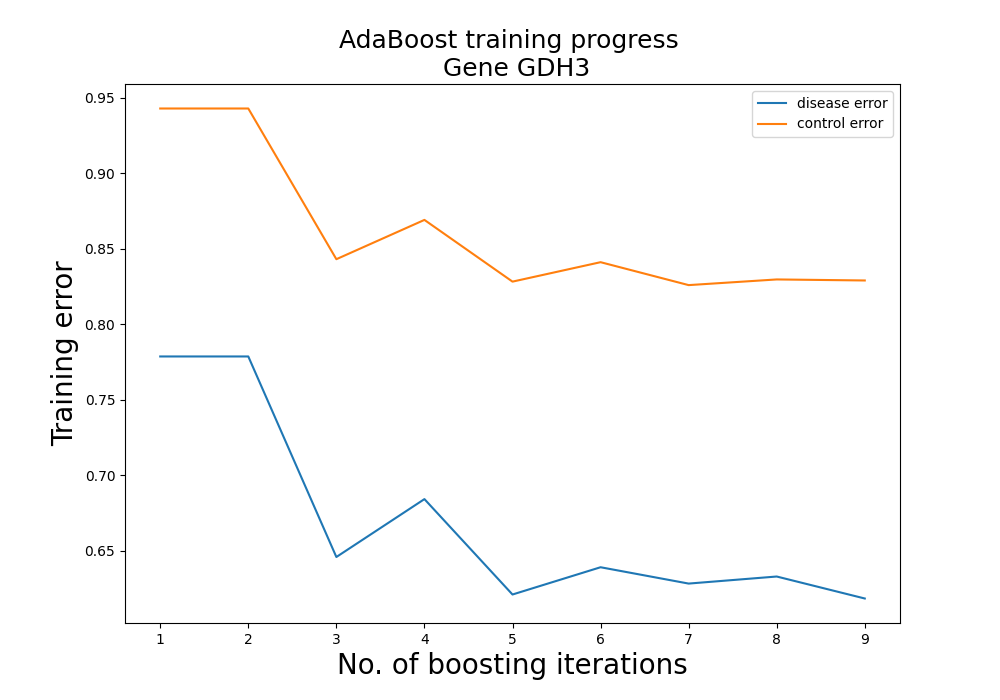 AdaBoost training progress
Gene GDH3
disease error
control error
Training error
0.95
0.90
0.85
0.80
0.75
0.70
0.65
1 2 3 4 5 6 7 8 9
No. of boosting iterations